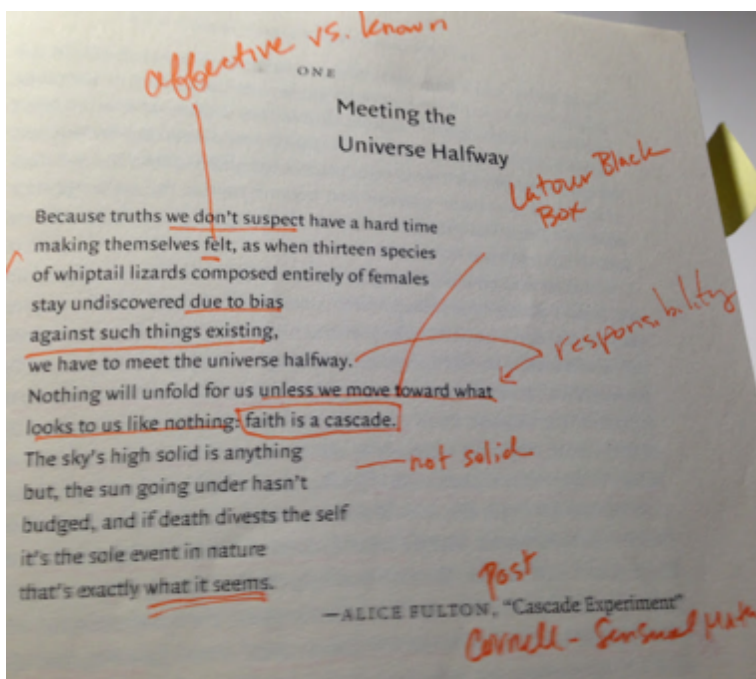 affective vs. known
ONE
Meeting the
Universe Halfway
Latour Black
Box
Because truths we don't suspect have a hard time
making themselves felt, as when thirteen species
of whiptail lizards composed entirely of females
stay undiscovered due to bias
against such things existing,
we have to meet the universe halfway.
responsibility
Nothing will unfold for us unless we move toward what
looks to us like nothing: faith is a cascade.
The sky's high solid is anything
not solid
but, the sun going under hasn't
budged, and if death divests the self
it's the sole event in nature
that's exactly what it seems.
Post
—ALICE FULTON, "Cascade Experiment"
Cornell - Sensual